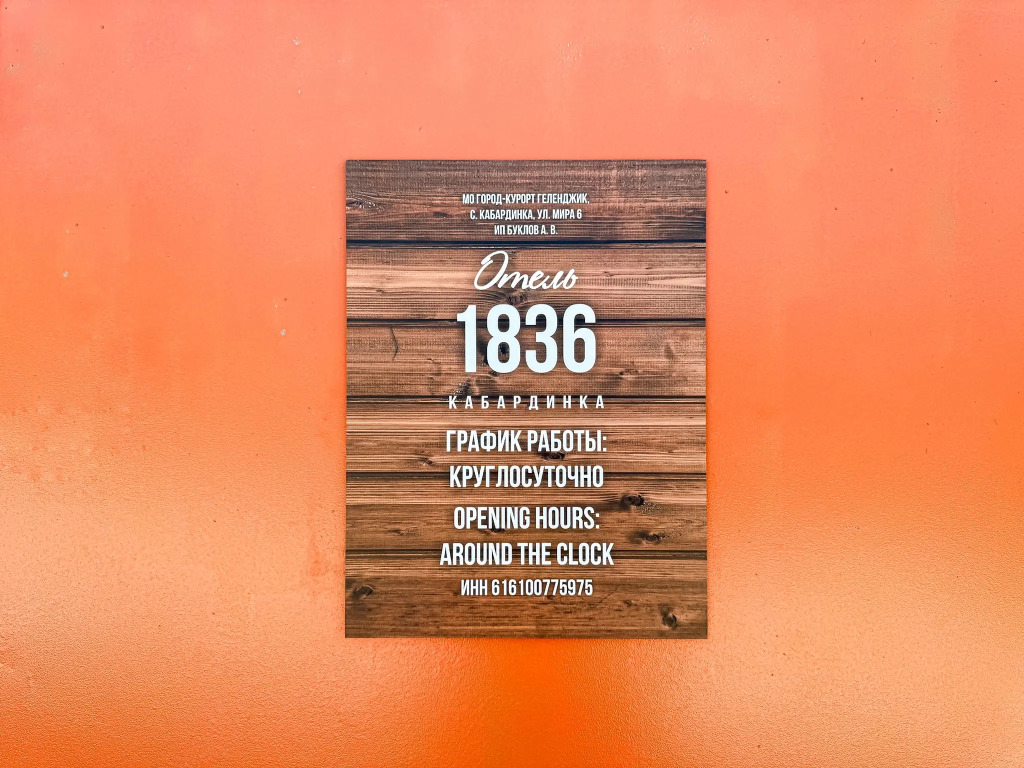 МО ГОРОД-КУРОРТ ГЕЛЕНДЖИК,
С. КАБАРДИНКА, УЛ. МИРА 6
ИП БУКЛОВ А. В.
Отель
1836
КАБАРДИНКА
ГРАФИК РАБОТЫ:
КРУГЛОСУТОЧНО
OPENING HOURS:
AROUND THE CLOCK
ИНН 616100775975